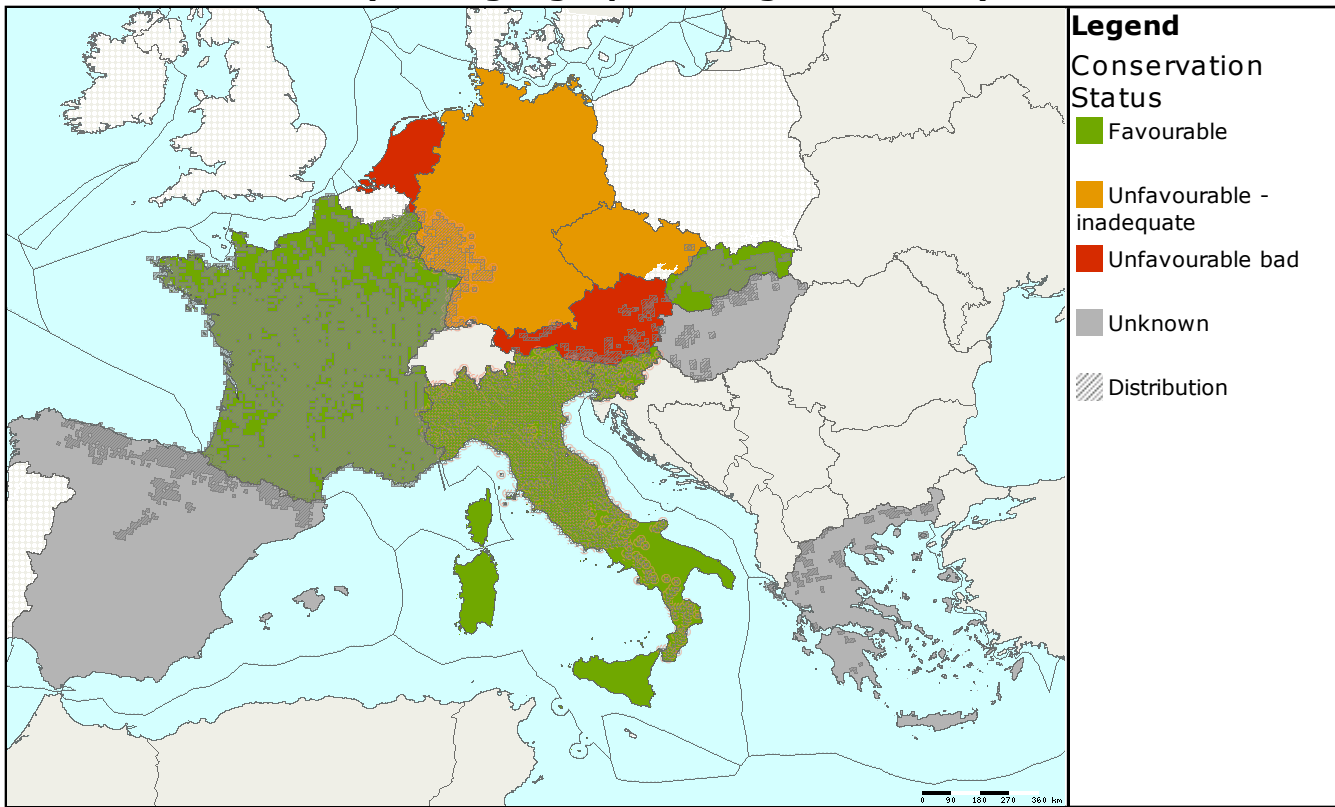 Legend
Conservation
Status
Favourable
Unfavourable -
inadequate
Unfavourable bad
Unknown
Distribution
0 90 180 270 360 km